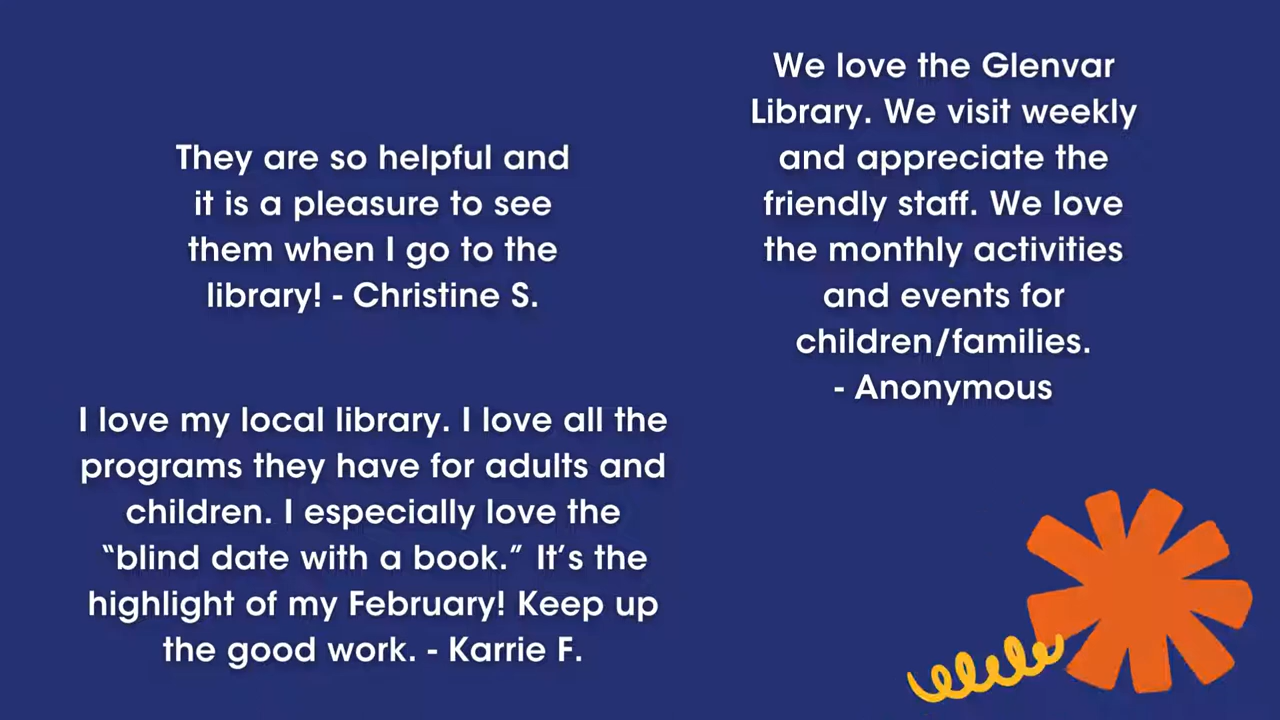 They are so helpful and
it is a pleasure to see
them when I go to the
library! - Christine S.
I love my local library. I love all the
programs they have for adults and
children. I especially love the
“blind date with a book.” It’s the
highlight of my February! Keep up
the good work. - Karrie F.
We love the Glenvar
Library. We visit weekly
and appreciate the
friendly staff. We love
the monthly activities
and events for
children/families.
- Anonymous